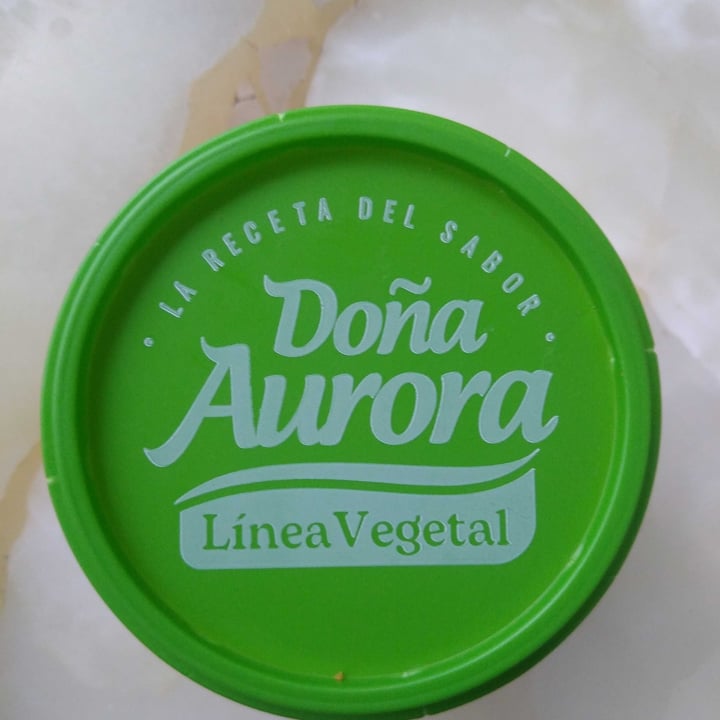 • LA RECETA DEL SABOR •
Doña
Aurora
Línea Vegetal